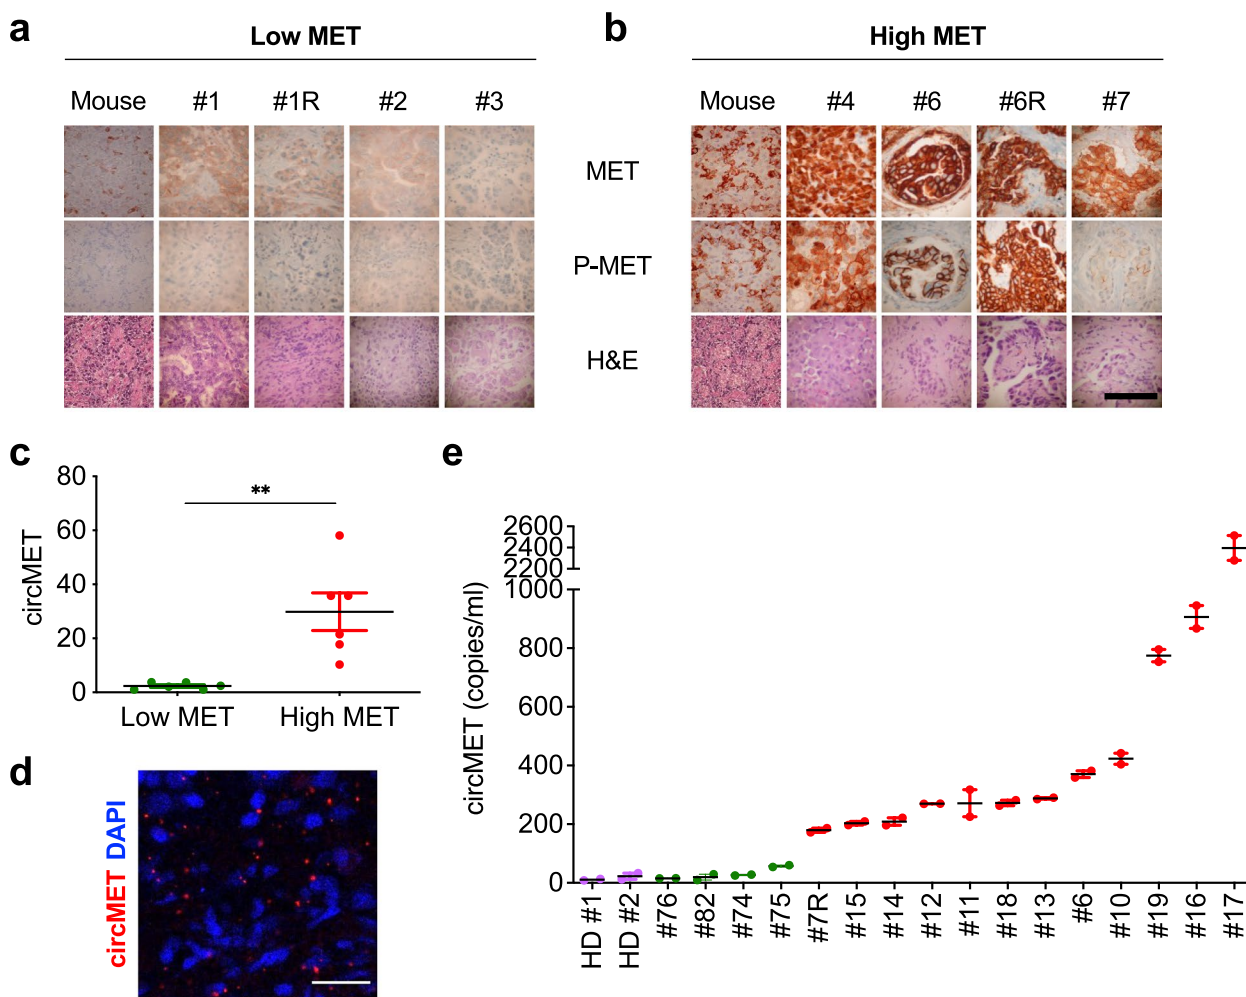 a
Low MET
Mouse #1 #1R #2 #3
b
High MET
Mouse #4 #6 #6R #7
MET
P-MET
H&E
c
80
60
40
20
0
circMET
**
Low MET High MET
d
circMET DAPI
e
2600
2400
2200
1000
800
600
400
200
0
circMET (copies/ml)
HD #1
HD #2
#76
#82
#74
#75
#7R
#15
#14
#12
#11
#18
#13
#6
#10
#19
#16
#17